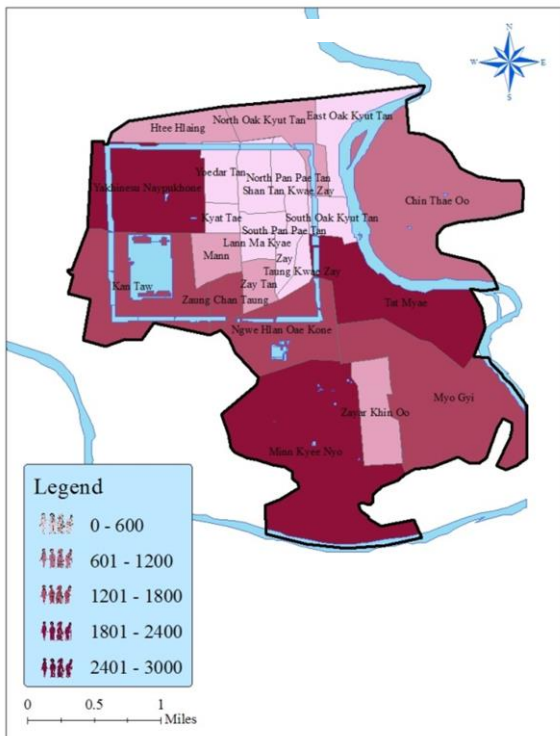 N
W E
S
North Oak Kyut Tan
East Oak Kyut Tan
Htee Hlaing
Yoedar Tan
North Pan Pae Tan
Yakhinesu Naypukhone
Shan Tan Kwae Zay
Chin Thae Oo
Kyat Tae
South Oak Kyut Tan
South Pan Pae Tan
Lann Ma Kyae
Mann
Zay
Taung Kwae Zay
Kan Taw
Zay Tan
Zaung Chan Taung
Tat Myae
Ngwe Hlan Oae Kone
Myo Gyi
Zayar Khin Oo
Minn Kyee Nyo
Legend
0 - 600
601 - 1200
1201 - 1800
1801 - 2400
2401 - 3000
0 0.5 1
Miles